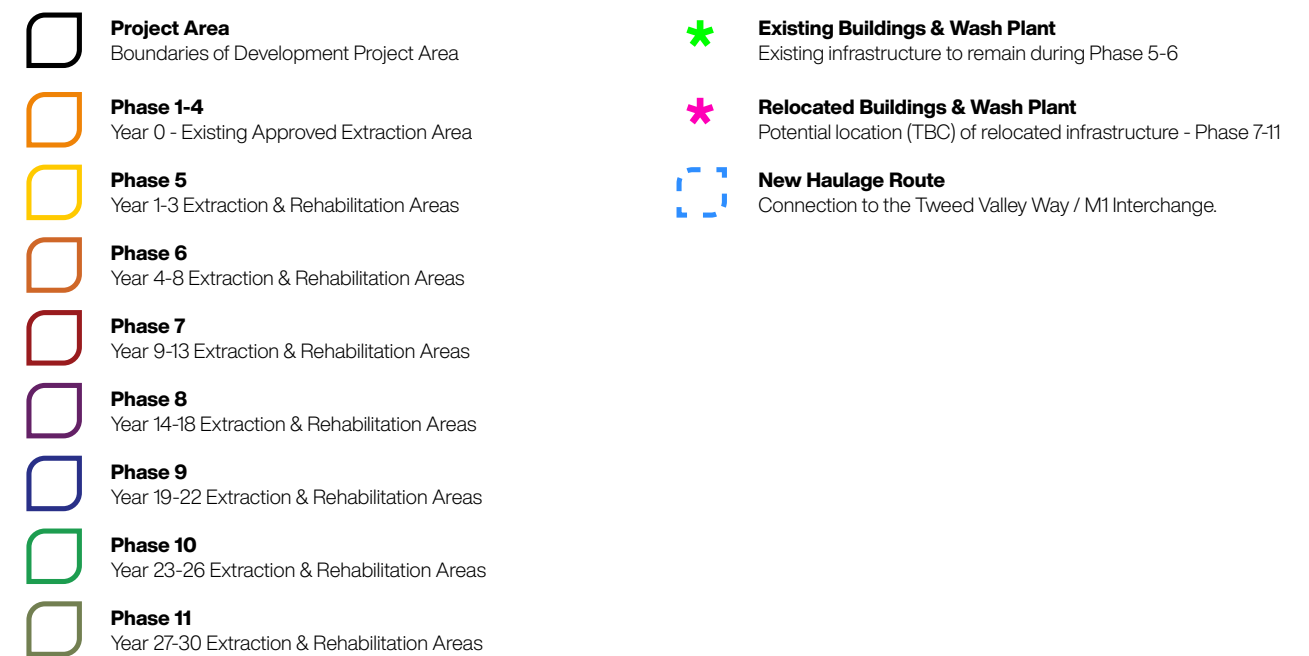 Project Area
Boundaries of Development Project Area
Phase 1-4
Year 0 - Existing Approved Extraction Area
Phase 5
Year 1-3 Extraction & Rehabilitation Areas
Phase 6
Year 4-8 Extraction & Rehabilitation Areas
Phase 7
Year 9-13 Extraction & Rehabilitation Areas
Phase 8
Year 14-18 Extraction & Rehabilitation Areas
Phase 9
Year 19-22 Extraction & Rehabilitation Areas
Phase 10
Year 23-26 Extraction & Rehabilitation Areas
Phase 11
Year 27-30 Extraction & Rehabilitation Areas
Existing Buildings & Wash Plant
Existing infrastructure to remain during Phase 5-6
Relocated Buildings & Wash Plant
Potential location (TBC) of relocated infrastructure - Phase 7-11
New Haulage Route
Connection to the Tweed Valley Way / M1 Interchange.